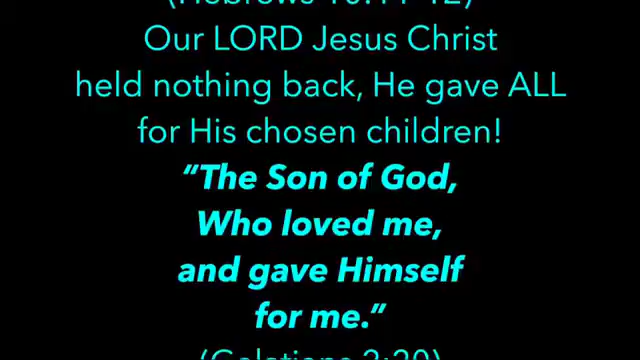 (Hebrews 10:11-12)
Our LORD Jesus Christ
held nothing back, He gave ALL
for His chosen children!
“The Son of God,
Who loved me,
and gave Himself
for me.”
(Galatians 2:20)